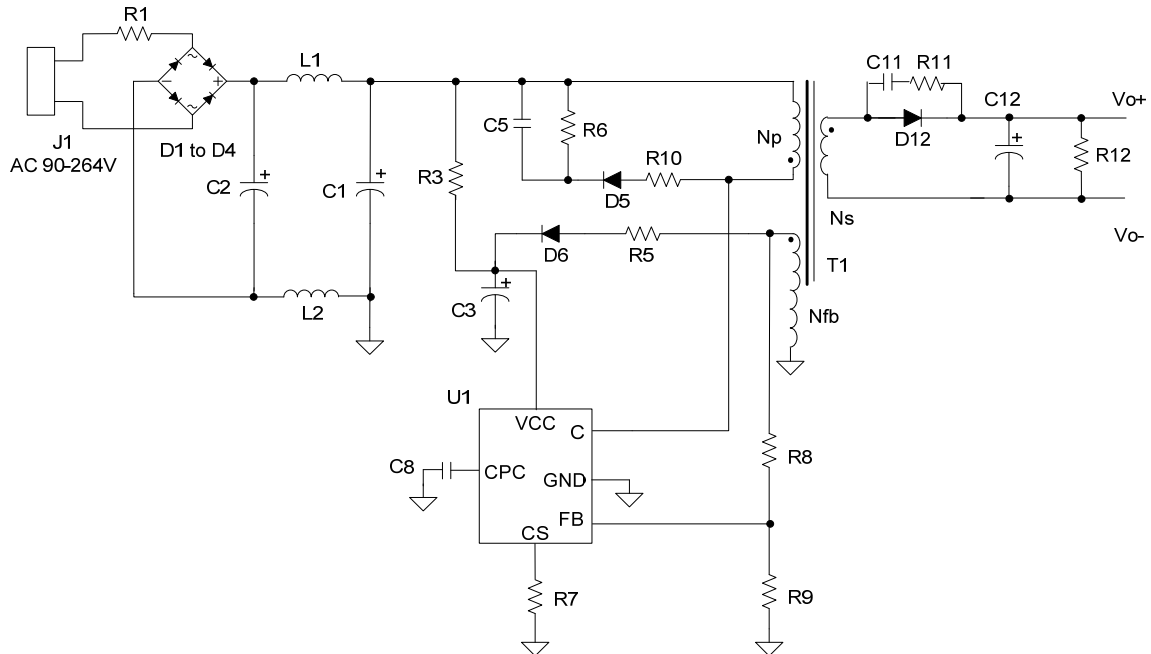 R1
J1
AC 90-264V
~
~
-
+
D1 to D4
L1
C2
+
C1
+
L2
R3
C5
R6
R10
D5
Np
D6
R5
C3
+
Nfb
T1
Ns
C11
R11
D12
C12
+
R12
Vo+
Vo-
U1
VCC
C
CPC
GND
FB
CS
C8
R8
R7
R9